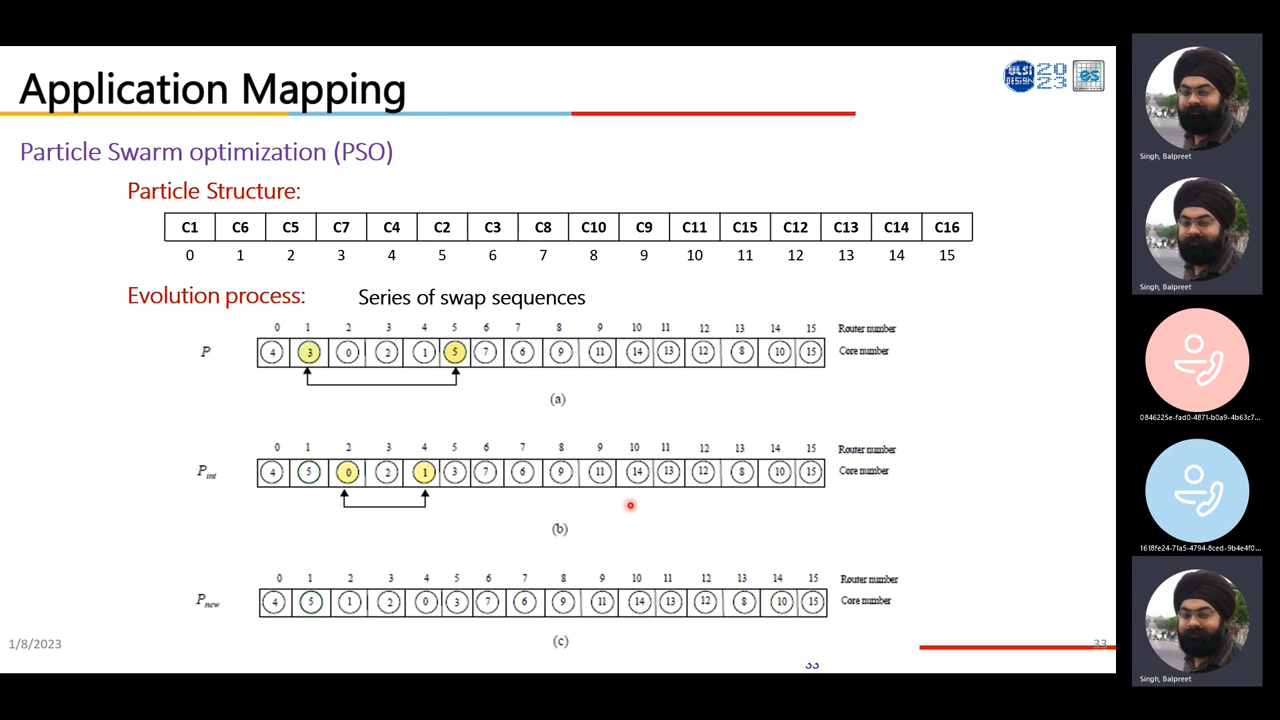 Application Mapping
VLSI DESIGN 2023
es
Particle Swarm optimization (PSO)
Particle Structure:
C1 C6 C5 C7 C4 C2 C3 C8 C10 C9 C11 C15 C12 C13 C14 C16
0 1 2 3 4 5 6 7 8 9 10 11 12 13 14 15
Evolution process: Series of swap sequences
0 1 2 3 4 5 6 7 8 9 10 11 12 13 14 15 Router number
P 4 3 0 2 1 5 7 6 9 11 14 13 12 8 10 15 Core number
(a)
0 1 2 3 4 5 6 7 8 9 10 11 12 13 14 15 Router number
Pint 4 5 0 2 1 3 7 6 9 11 14 13 12 8 10 15 Core number
(b)
0 1 2 3 4 5 6 7 8 9 10 11 12 13 14 15 Router number
Pnew 4 5 1 2 0 3 7 6 9 11 14 13 12 8 10 15 Core number
(c)
1/8/2023
33
33
Singh, Balpreet
Singh, Balpreet
0846225e-fad0-4871-b0a9-4b63c7...
1618fe24-71a5-4794-8ced-9b4e4f0...
Singh, Balpreet